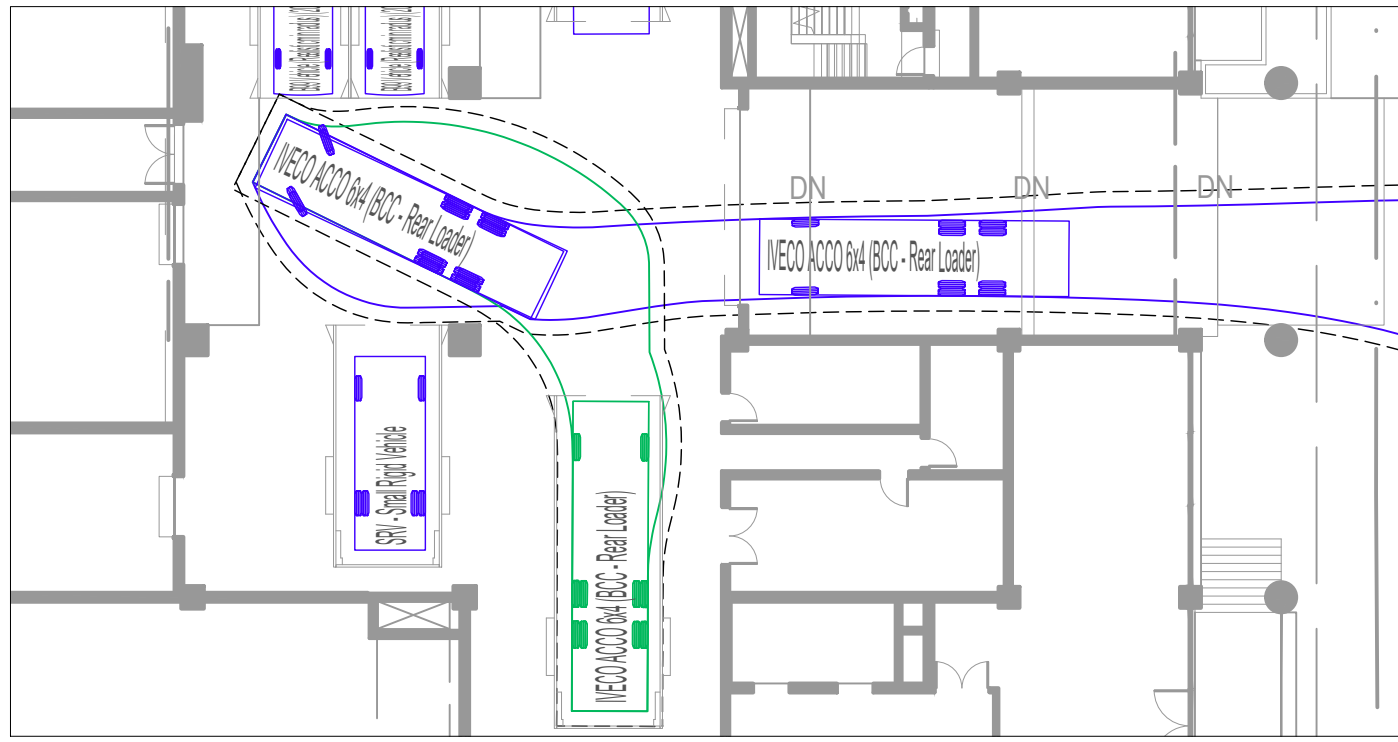 DN
DN
DN
IVECO ACCO 6x4 (BCC - Rear Loader)
IVECO ACCO 6x4 (BCC - Rear Loader)
SRV - Small Rigid Vehicle
IVECO ACCO 6x4 (BCC - Rear Loader)